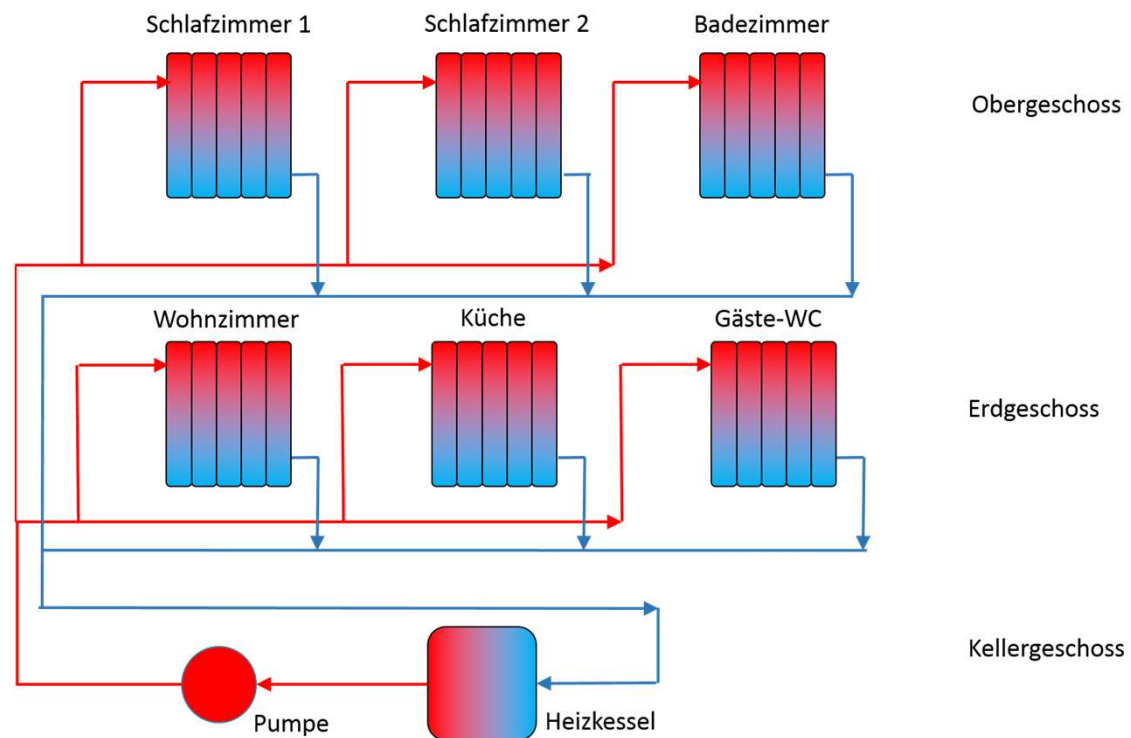 Schlafzimmer 1
Schlafzimmer 2
Badezimmer
Obergeschoss
Wohnzimmer
Küche
Gäste-WC
Erdgeschoss
Kellergeschoss
Pumpe
Heizkessel